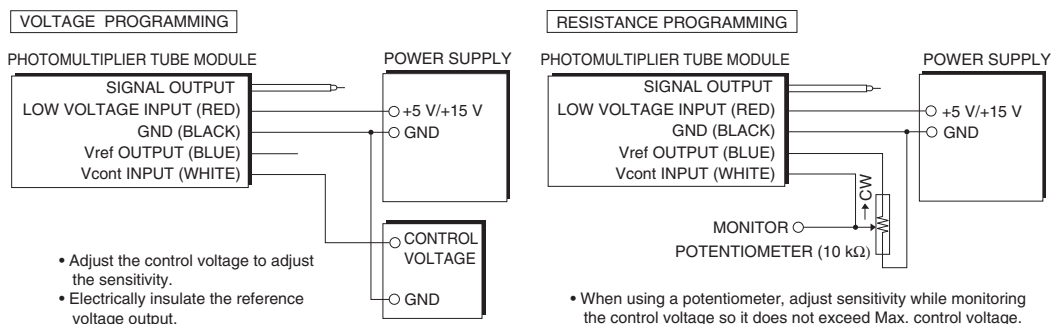 VOLTAGE PROGRAMMING
PHOTOMULTIPLIER TUBE MODULE
POWER SUPPLY
SIGNAL OUTPUT
LOW VOLTAGE INPUT (RED)
+5 V/+15 V
GND (BLACK)
GND
Vref OUTPUT (BLUE)
Vcont INPUT (WHITE)
CONTROL
VOLTAGE
GND
• Adjust the control voltage to adjust
the sensitivity.
• Electrically insulate the reference
voltage output.
RESISTANCE PROGRAMMING
PHOTOMULTIPLIER TUBE MODULE
POWER SUPPLY
SIGNAL OUTPUT
LOW VOLTAGE INPUT (RED)
+5 V/+15 V
GND (BLACK)
GND
Vref OUTPUT (BLUE)
Vcont INPUT (WHITE)
CW
MONITOR
POTENTIOMETER (10 kΩ)
• When using a potentiometer, adjust sensitivity while monitoring
the control voltage so it does not exceed Max. control voltage.